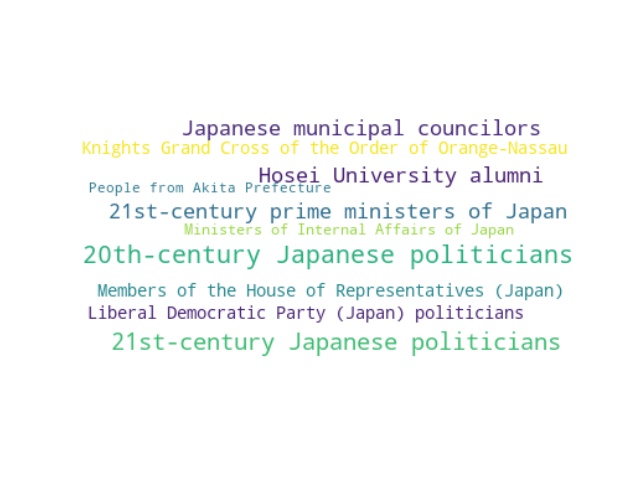 Japanese municipal councilors
Knights Grand Cross of the Order of Orange-Nassau
Hosei University alumni
People from Akita Prefecture
21st-century prime ministers of Japan
Ministers of Internal Affairs of Japan
20th-century Japanese politicians
Members of the House of Representatives (Japan)
Liberal Democratic Party (Japan) politicians
21st-century Japanese politicians